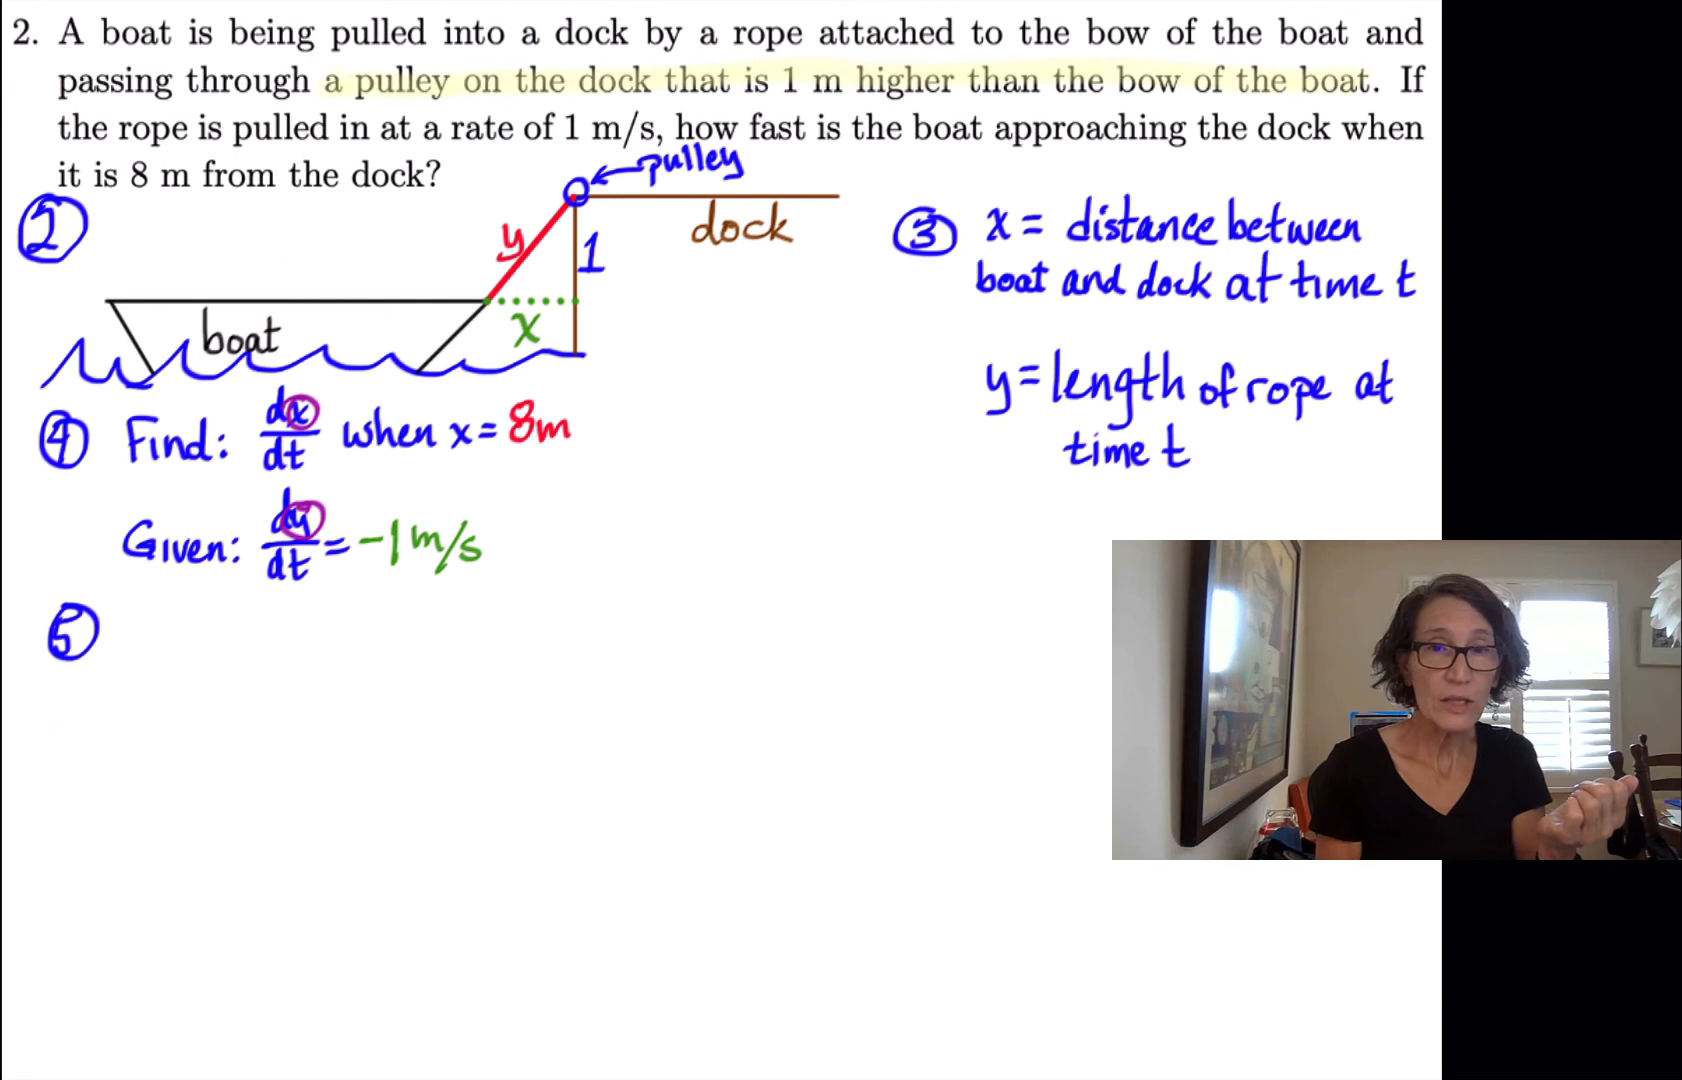 2. A boat is being pulled into a dock by a rope attached to the bow of the boat and
passing through a pulley on the dock that is 1 m higher than the bow of the boat. If
the rope is pulled in at a rate of 1 m/s, how fast is the boat approaching the dock when
it is 8 m from the dock?
pulley
②
y
1
dock
boat
x
③ x = distance between
boat and dock at time t
y = length of rope at
time t
④ Find: dx/dt when x = 8m
Given: dy/dt = -1 m/s
⑤